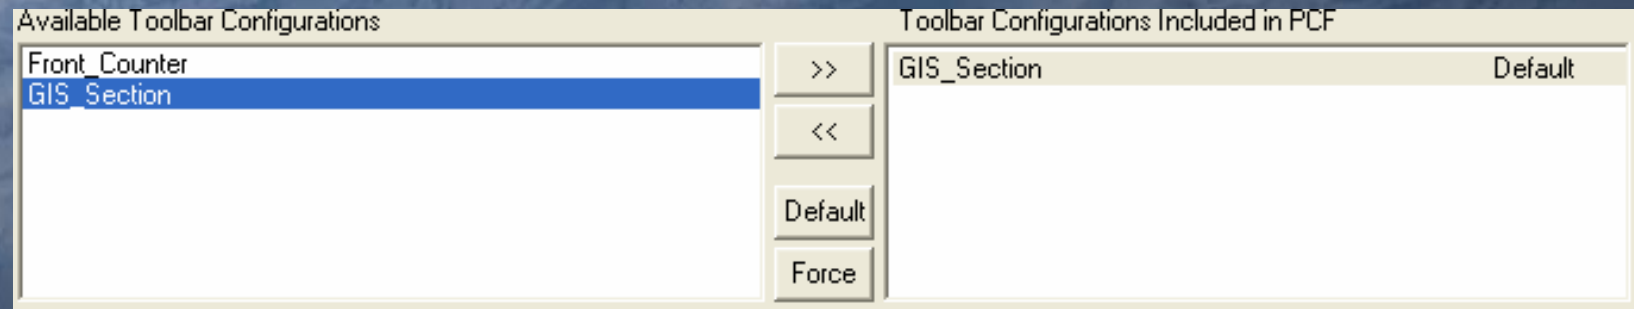 Available Toolbar Configurations
Front_Counter
GIS_Section
>>
<<
Default
Force
Toolbar Configurations Included in PCF
GIS_Section Default